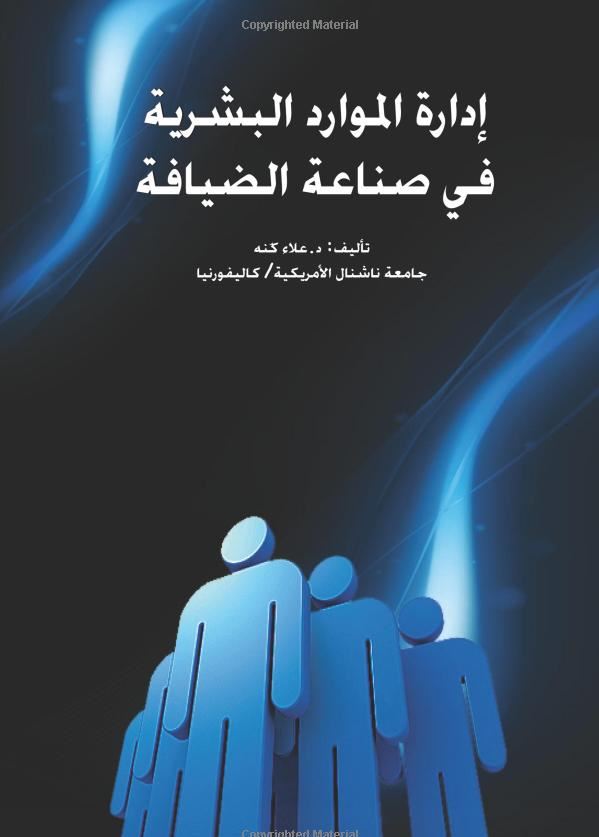 Copyrighted Material
إدارة الموارد البشرية
في صناعة الضيافة
تأليف: د. علاء كنه
جامعة ناشنال الأمريكية/ كاليفورنيا
Copyrighted Material